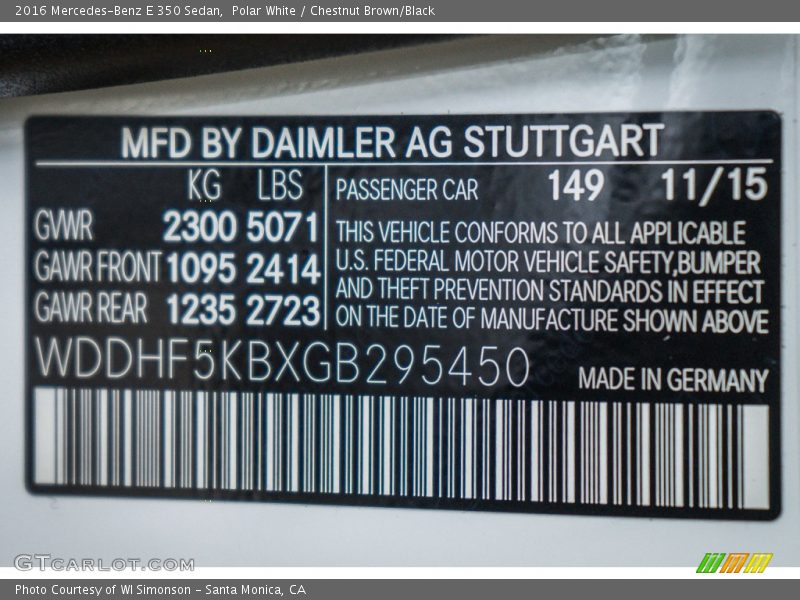 2016 Mercedes-Benz E 350 Sedan, Polar White / Chestnut Brown/Black
MFD BY DAIMLER AG STUTTGART
KG LBS
GVWR 2300 5071
GAWR FRONT 1095 2414
GAWR REAR 1235 2723
PASSENGER CAR 149 11/15
THIS VEHICLE CONFORMS TO ALL APPLICABLE
U.S. FEDERAL MOTOR VEHICLE SAFETY,BUMPER
AND THEFT PREVENTION STANDARDS IN EFFECT
ON THE DATE OF MANUFACTURE SHOWN ABOVE
WDDHF5KBXGB295450
MADE IN GERMANY
GTCARLOT.COM
Photo Courtesy of WI Simonson - Santa Monica, CA